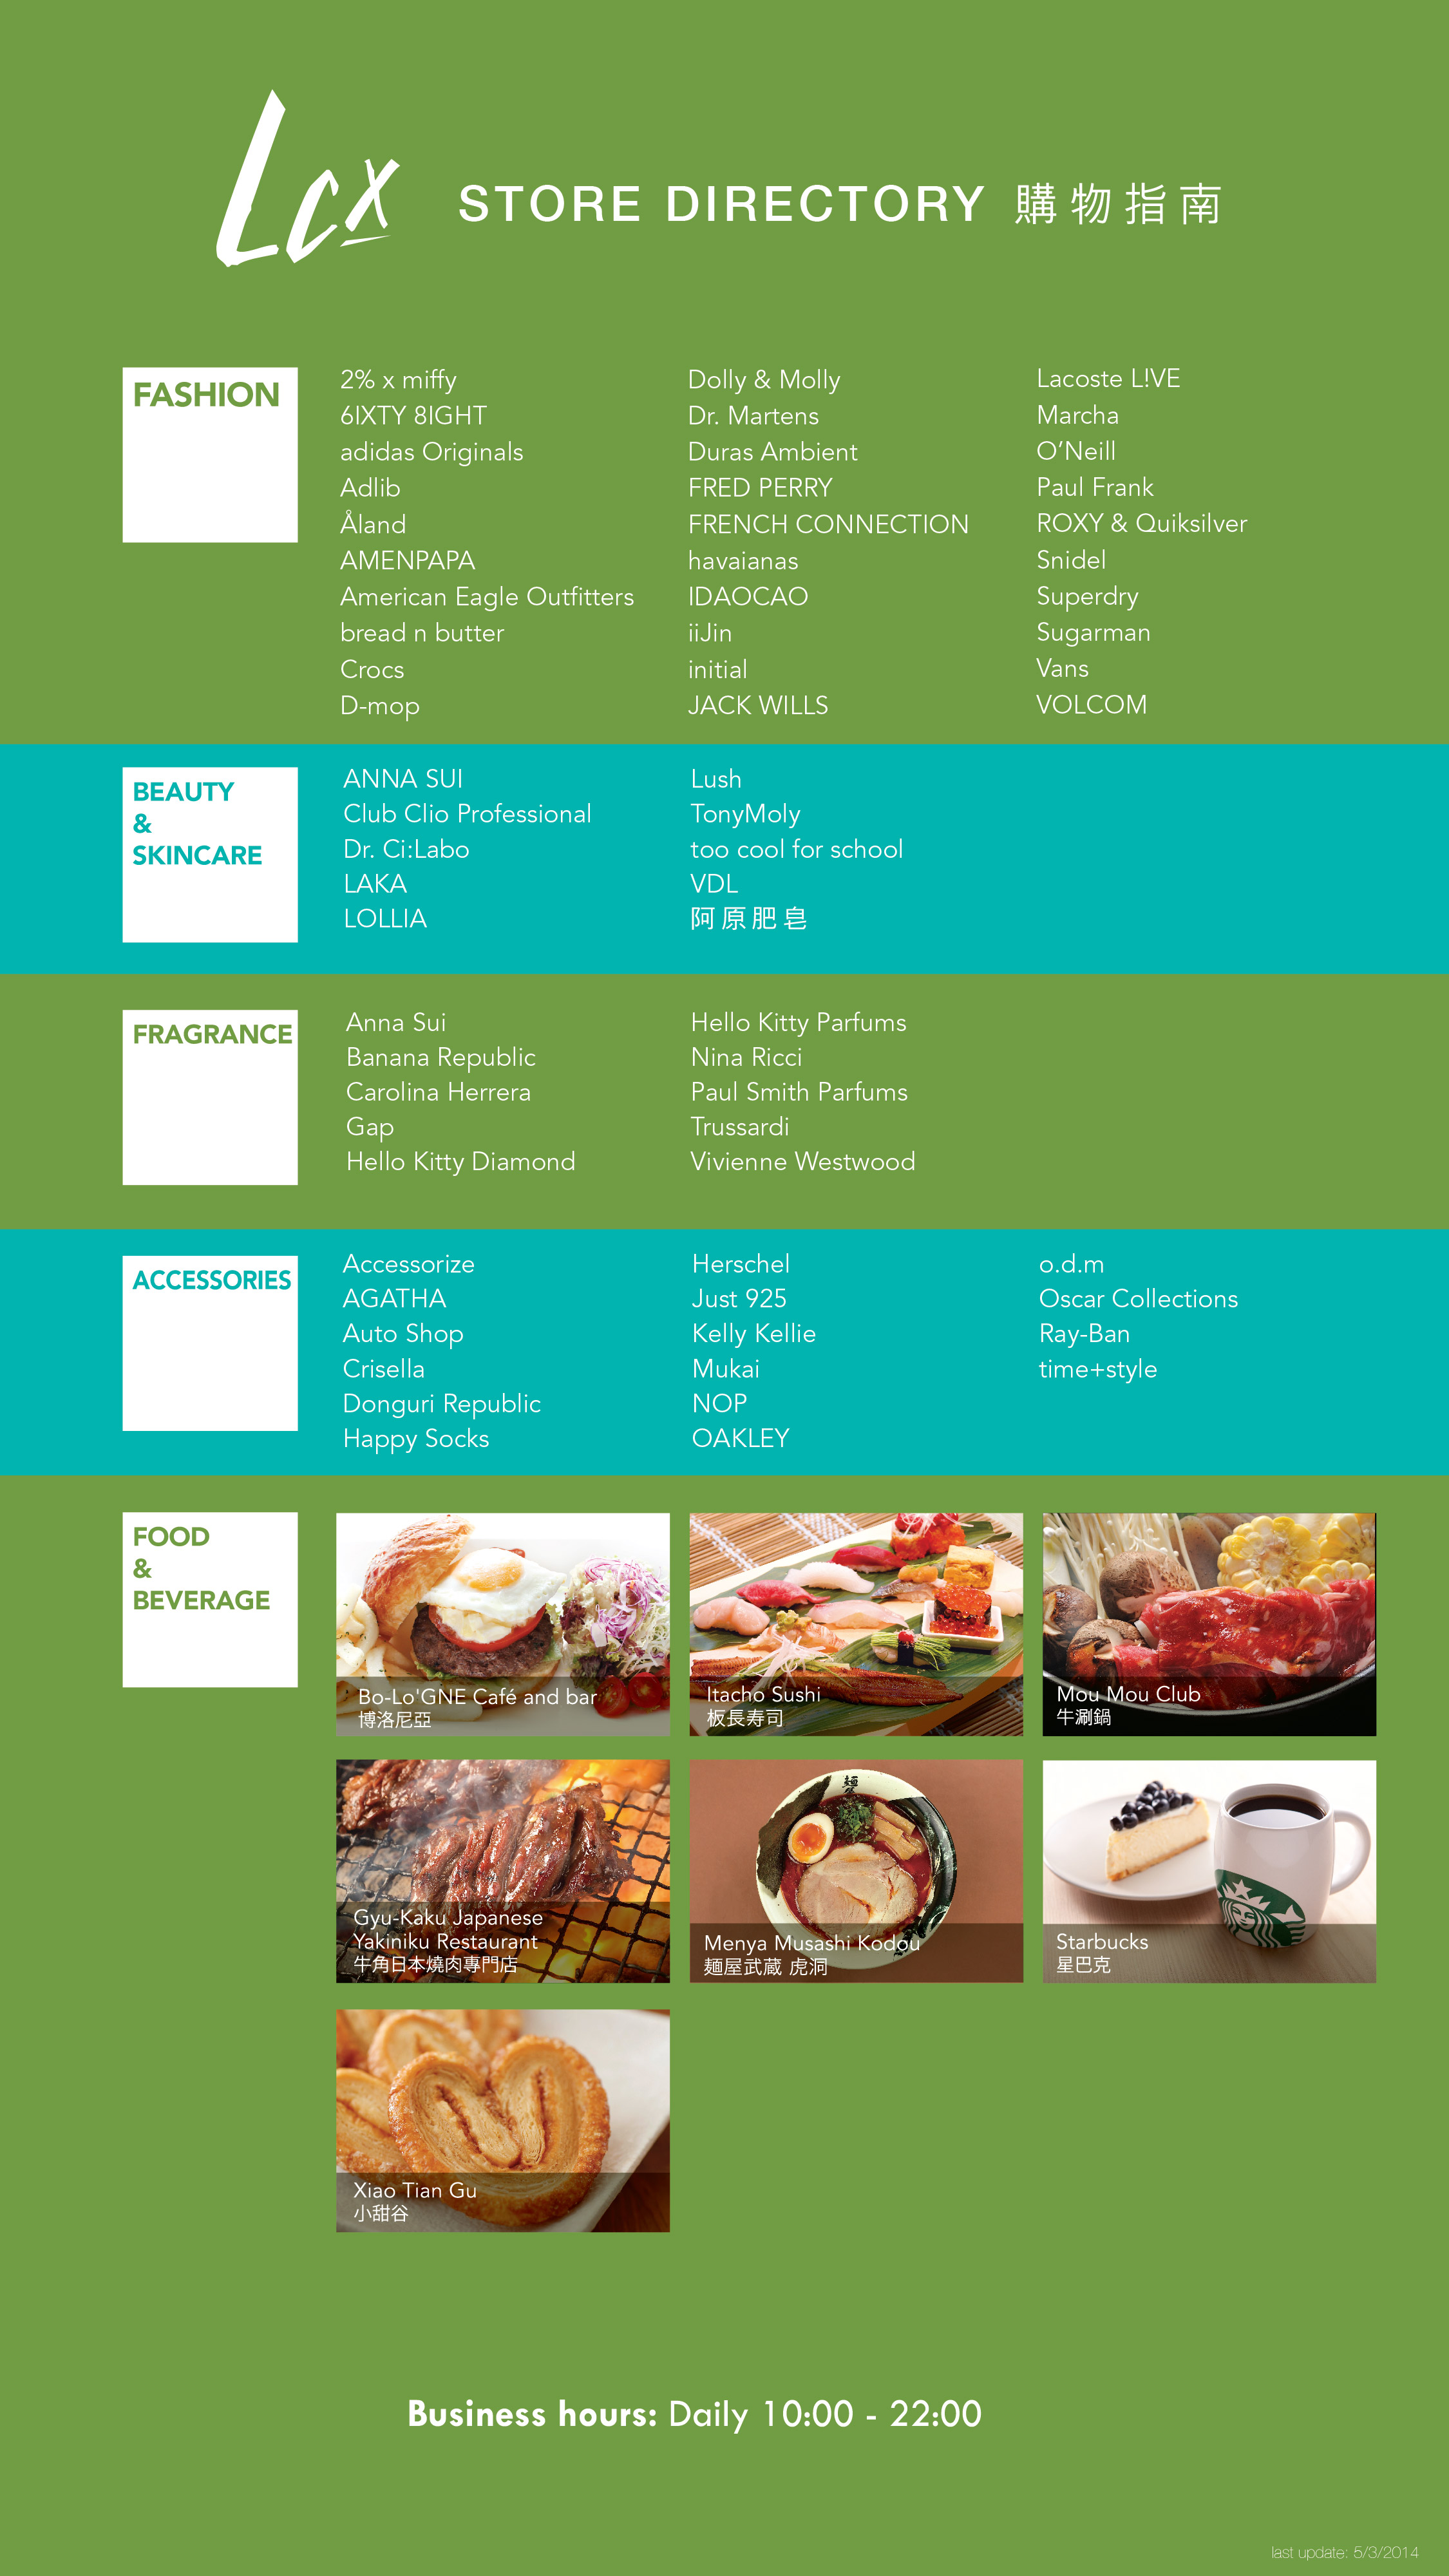 Lcx
STORE DIRECTORY 購物指南
FASHION
2% x miffy
6IXTY 8IGHT
adidas Originals
Adlib
Åland
AMENPAPA
American Eagle Outfitters
bread n butter
Crocs
D-mop
Dolly & Molly
Dr. Martens
Duras Ambient
FRED PERRY
FRENCH CONNECTION
havaianas
IDAOCAO
iiJin
initial
JACK WILLS
Lacoste L!VE
Marcha
O’Neill
Paul Frank
ROXY & Quiksilver
Snidel
Superdry
Sugarman
Vans
VOLCOM
BEAUTY
&
SKINCARE
ANNA SUI
Club Clio Professional
Dr. Ci:Labo
LAKA
LOLLIA
Lush
TonyMoly
too cool for school
VDL
阿原肥皂
FRAGRANCE
Anna Sui
Banana Republic
Carolina Herrera
Gap
Hello Kitty Diamond
Hello Kitty Parfums
Nina Ricci
Paul Smith Parfums
Trussardi
Vivienne Westwood
ACCESSORIES
Accessorize
AGATHA
Auto Shop
Crisella
Donguri Republic
Happy Socks
Herschel
Just 925
Kelly Kellie
Mukai
NOP
OAKLEY
o.d.m
Oscar Collections
Ray-Ban
time+style
FOOD
&
BEVERAGE
Bo-Lo'GNE Café and bar
博洛尼亞
Itacho Sushi
板長寿司
Mou Mou Club
牛涮鍋
Gyu-Kaku Japanese
Yakiniku Restaurant
牛角日本燒肉專門店
Menya Musashi Kodou
麺屋武蔵 虎洞
Starbucks
星巴克
Xiao Tian Gu
小甜谷
Business hours: Daily 10:00 - 22:00
last update: 5/3/2014